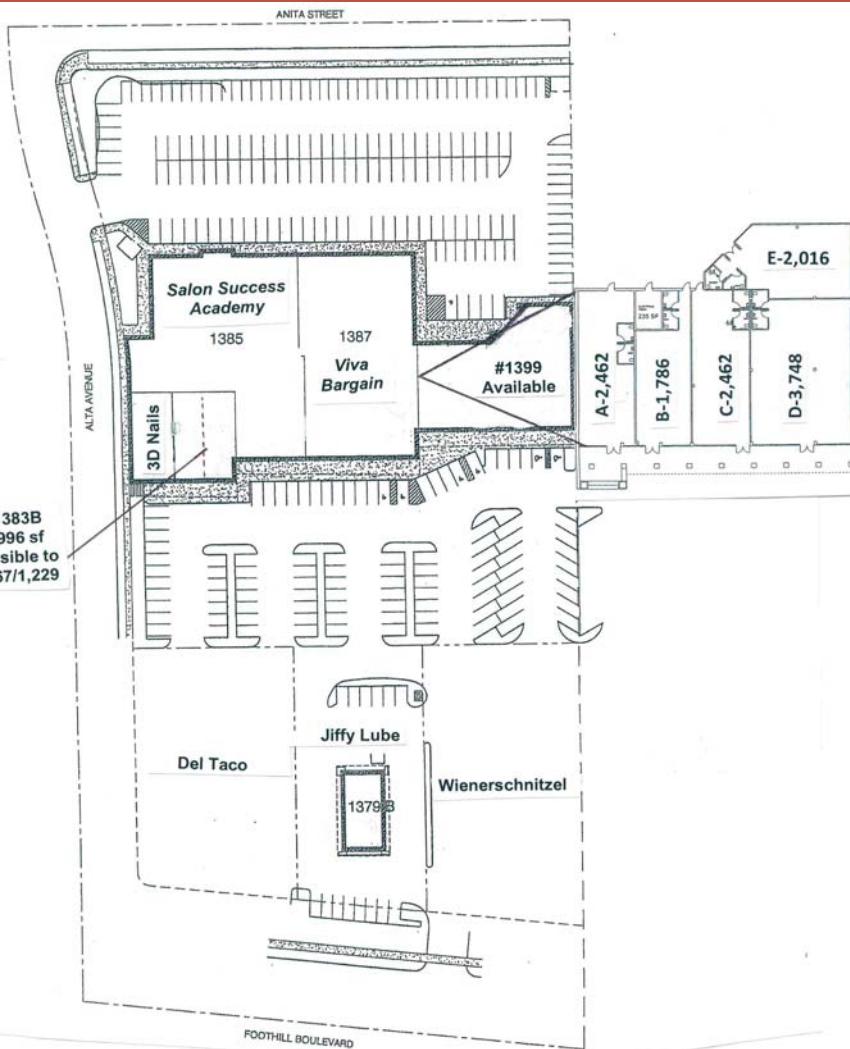 ANITA STREET
E-2,016
Salon Success
Academy
1385
1387
Viva
Bargain
#1399
Available
235 SF
A-2,462
B-1,786
C-2,462
D-3,748
ALTA AVENUE
3D Nails
383B
996 sf
sible to
67/1,229
Jiffy Lube
Del Taco
Wienerschnitzel
1379 B
FOOTHILL BOULEVARD